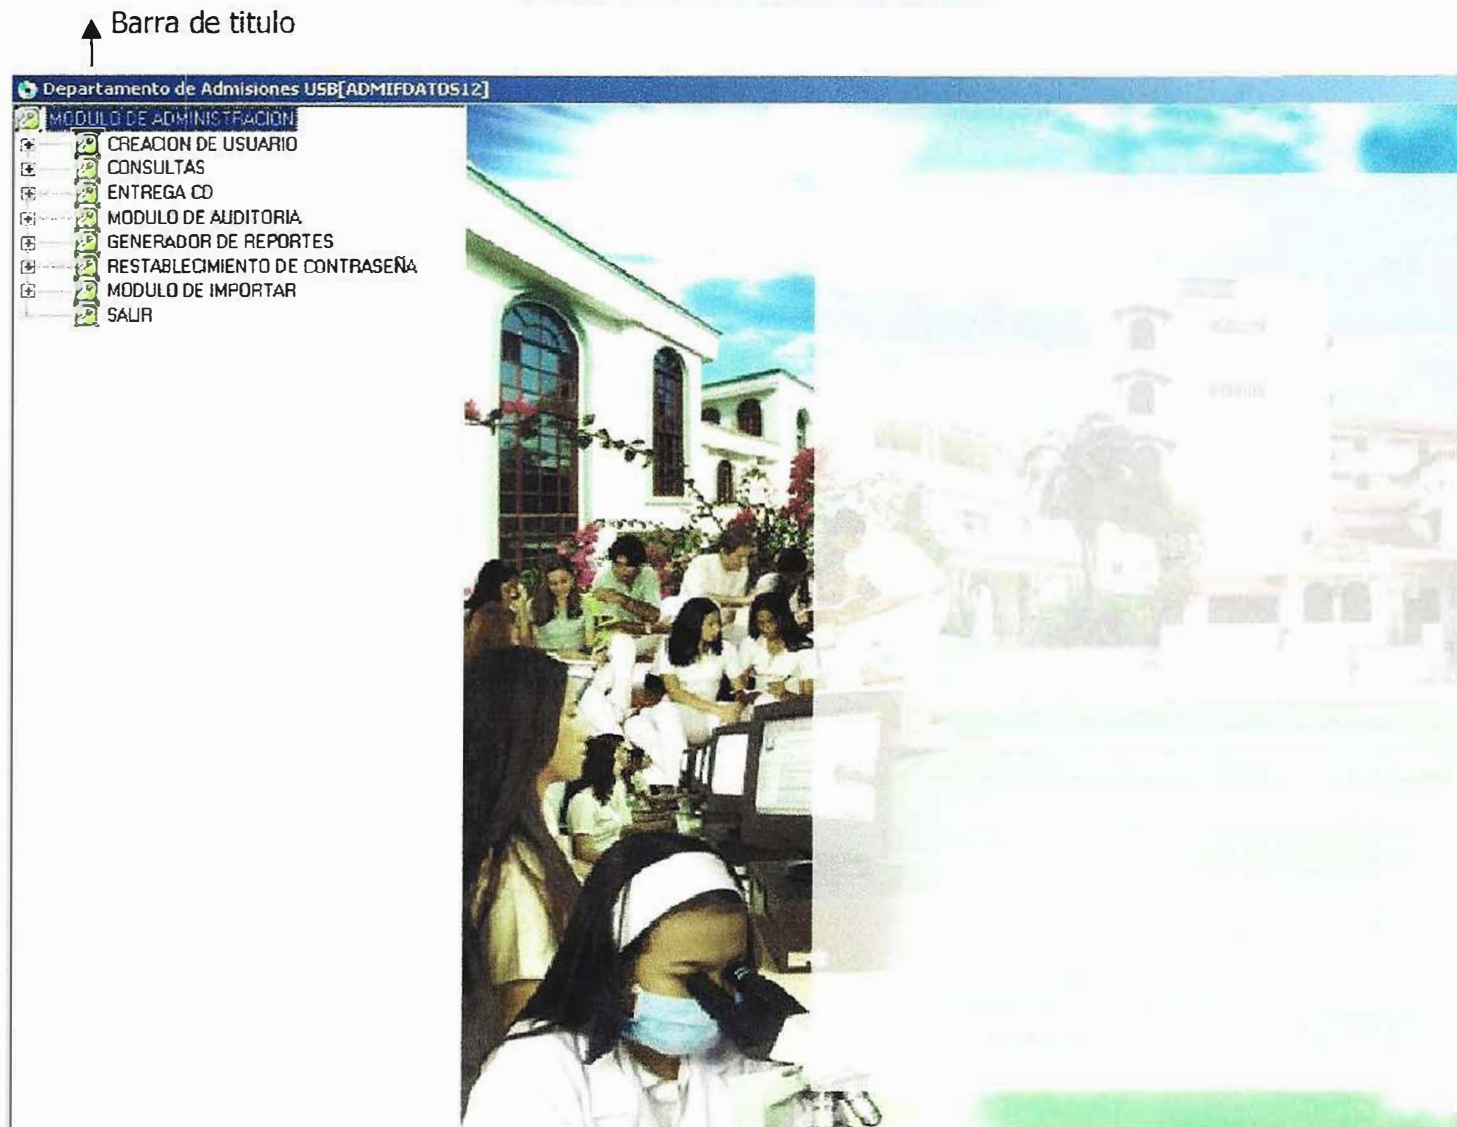 Barra de titulo
Departamento de Admisiones USB[ADMIFDATOS12]
MODULO DE ADMINISTRACION
CREACION DE USUARIO
CONSULTAS
ENTREGA CD
MODULO DE AUDITORIA
GENERADOR DE REPORTES
RESTABLECIMIENTO DE CONTRASEÑA
MODULO DE IMPORTAR
SALIR